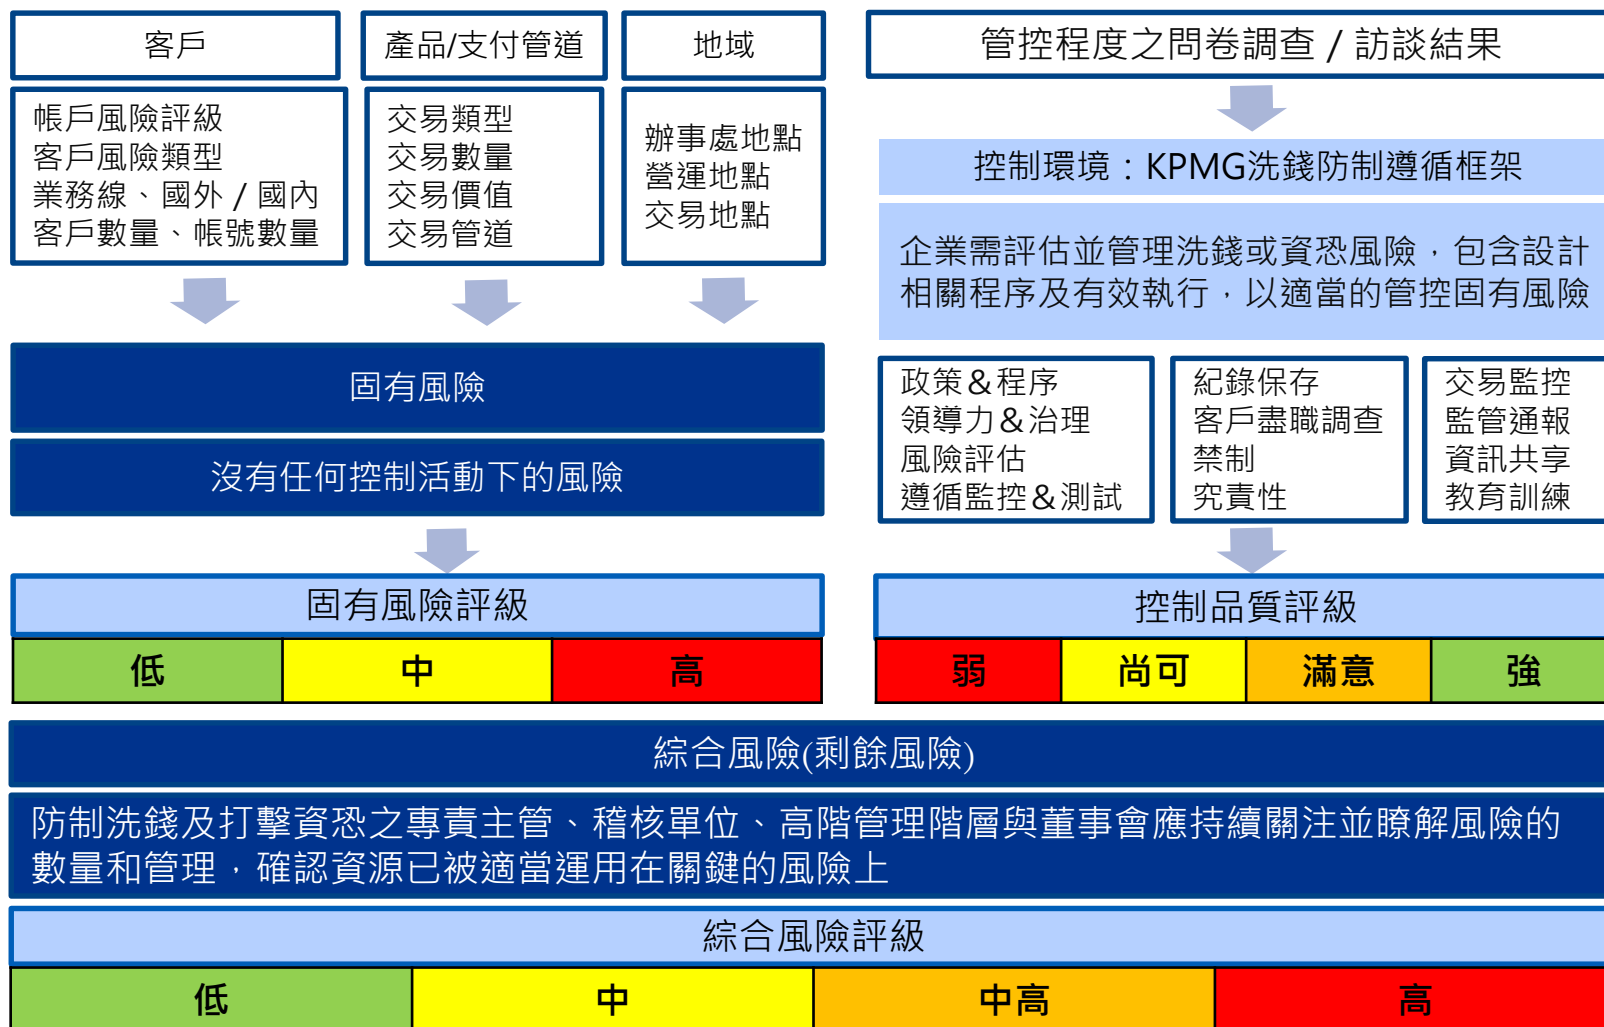 客戶
產品/支付管道
地域
帳戶風險評級
客戶風險類型
業務線、國外 / 國內
客戶數量、帳號數量
交易類型
交易數量
交易價值
交易管道
辦事處地點
營運地點
交易地點
固有風險
沒有任何控制活動下的風險
固有風險評級
低
中
高
管控程度之問卷調查 / 訪談結果
控制環境：KPMG洗錢防制遵循框架
企業需評估並管理洗錢或資恐風險，包含設計
相關程序及有效執行，以適當的管控固有風險
政策＆程序
領導力＆治理
風險評估
遵循監控＆測試
紀錄保存
客戶盡職調查
禁制
究責性
交易監控
監管通報
資訊共享
教育訓練
控制品質評級
弱
尚可
滿意
強
綜合風險(剩餘風險)
防制洗錢及打擊資恐之專責主管、稽核單位、高階管理階層與董事會應持續關注並瞭解風險的
數量和管理，確認資源已被適當運用在關鍵的風險上
綜合風險評級
低
中
中高
高